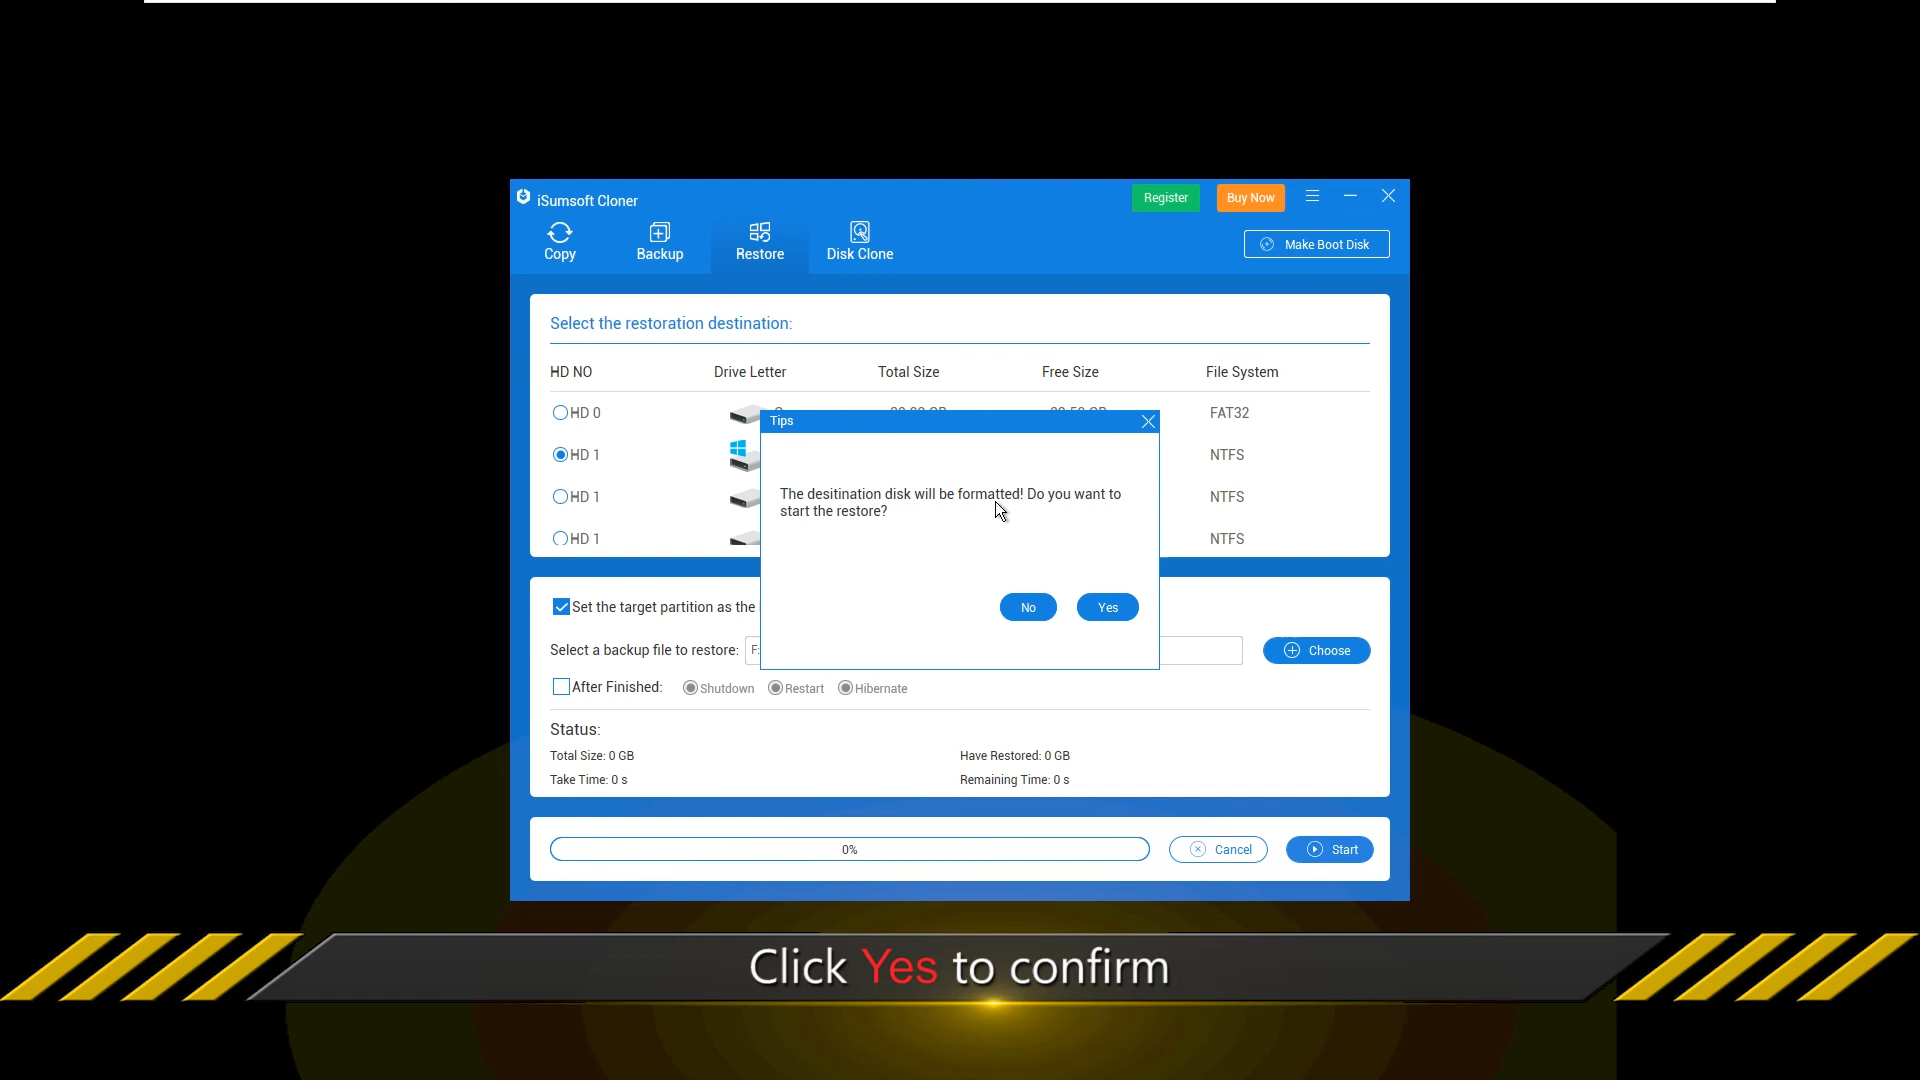 iSumsoft Cloner
Register
Buy Now
Copy
Backup
Restore
Disk Clone
Make Boot Disk
Select the restoration destination:
HD NO Drive Letter Total Size Free Size File System
HD 0 FAT32
HD 1 NTFS
HD 1 NTFS
HD 1 NTFS
Tips
The desitination disk will be formatted! Do you want to
start the restore?
No Yes
Set the target partition as the
Select a backup file to restore: F: Choose
After Finished: Shutdown Restart Hibernate
Status:
Total Size: 0 GB Have Restored: 0 GB
Take Time: 0 s Remaining Time: 0 s
0% Cancel Start
Click Yes to confirm